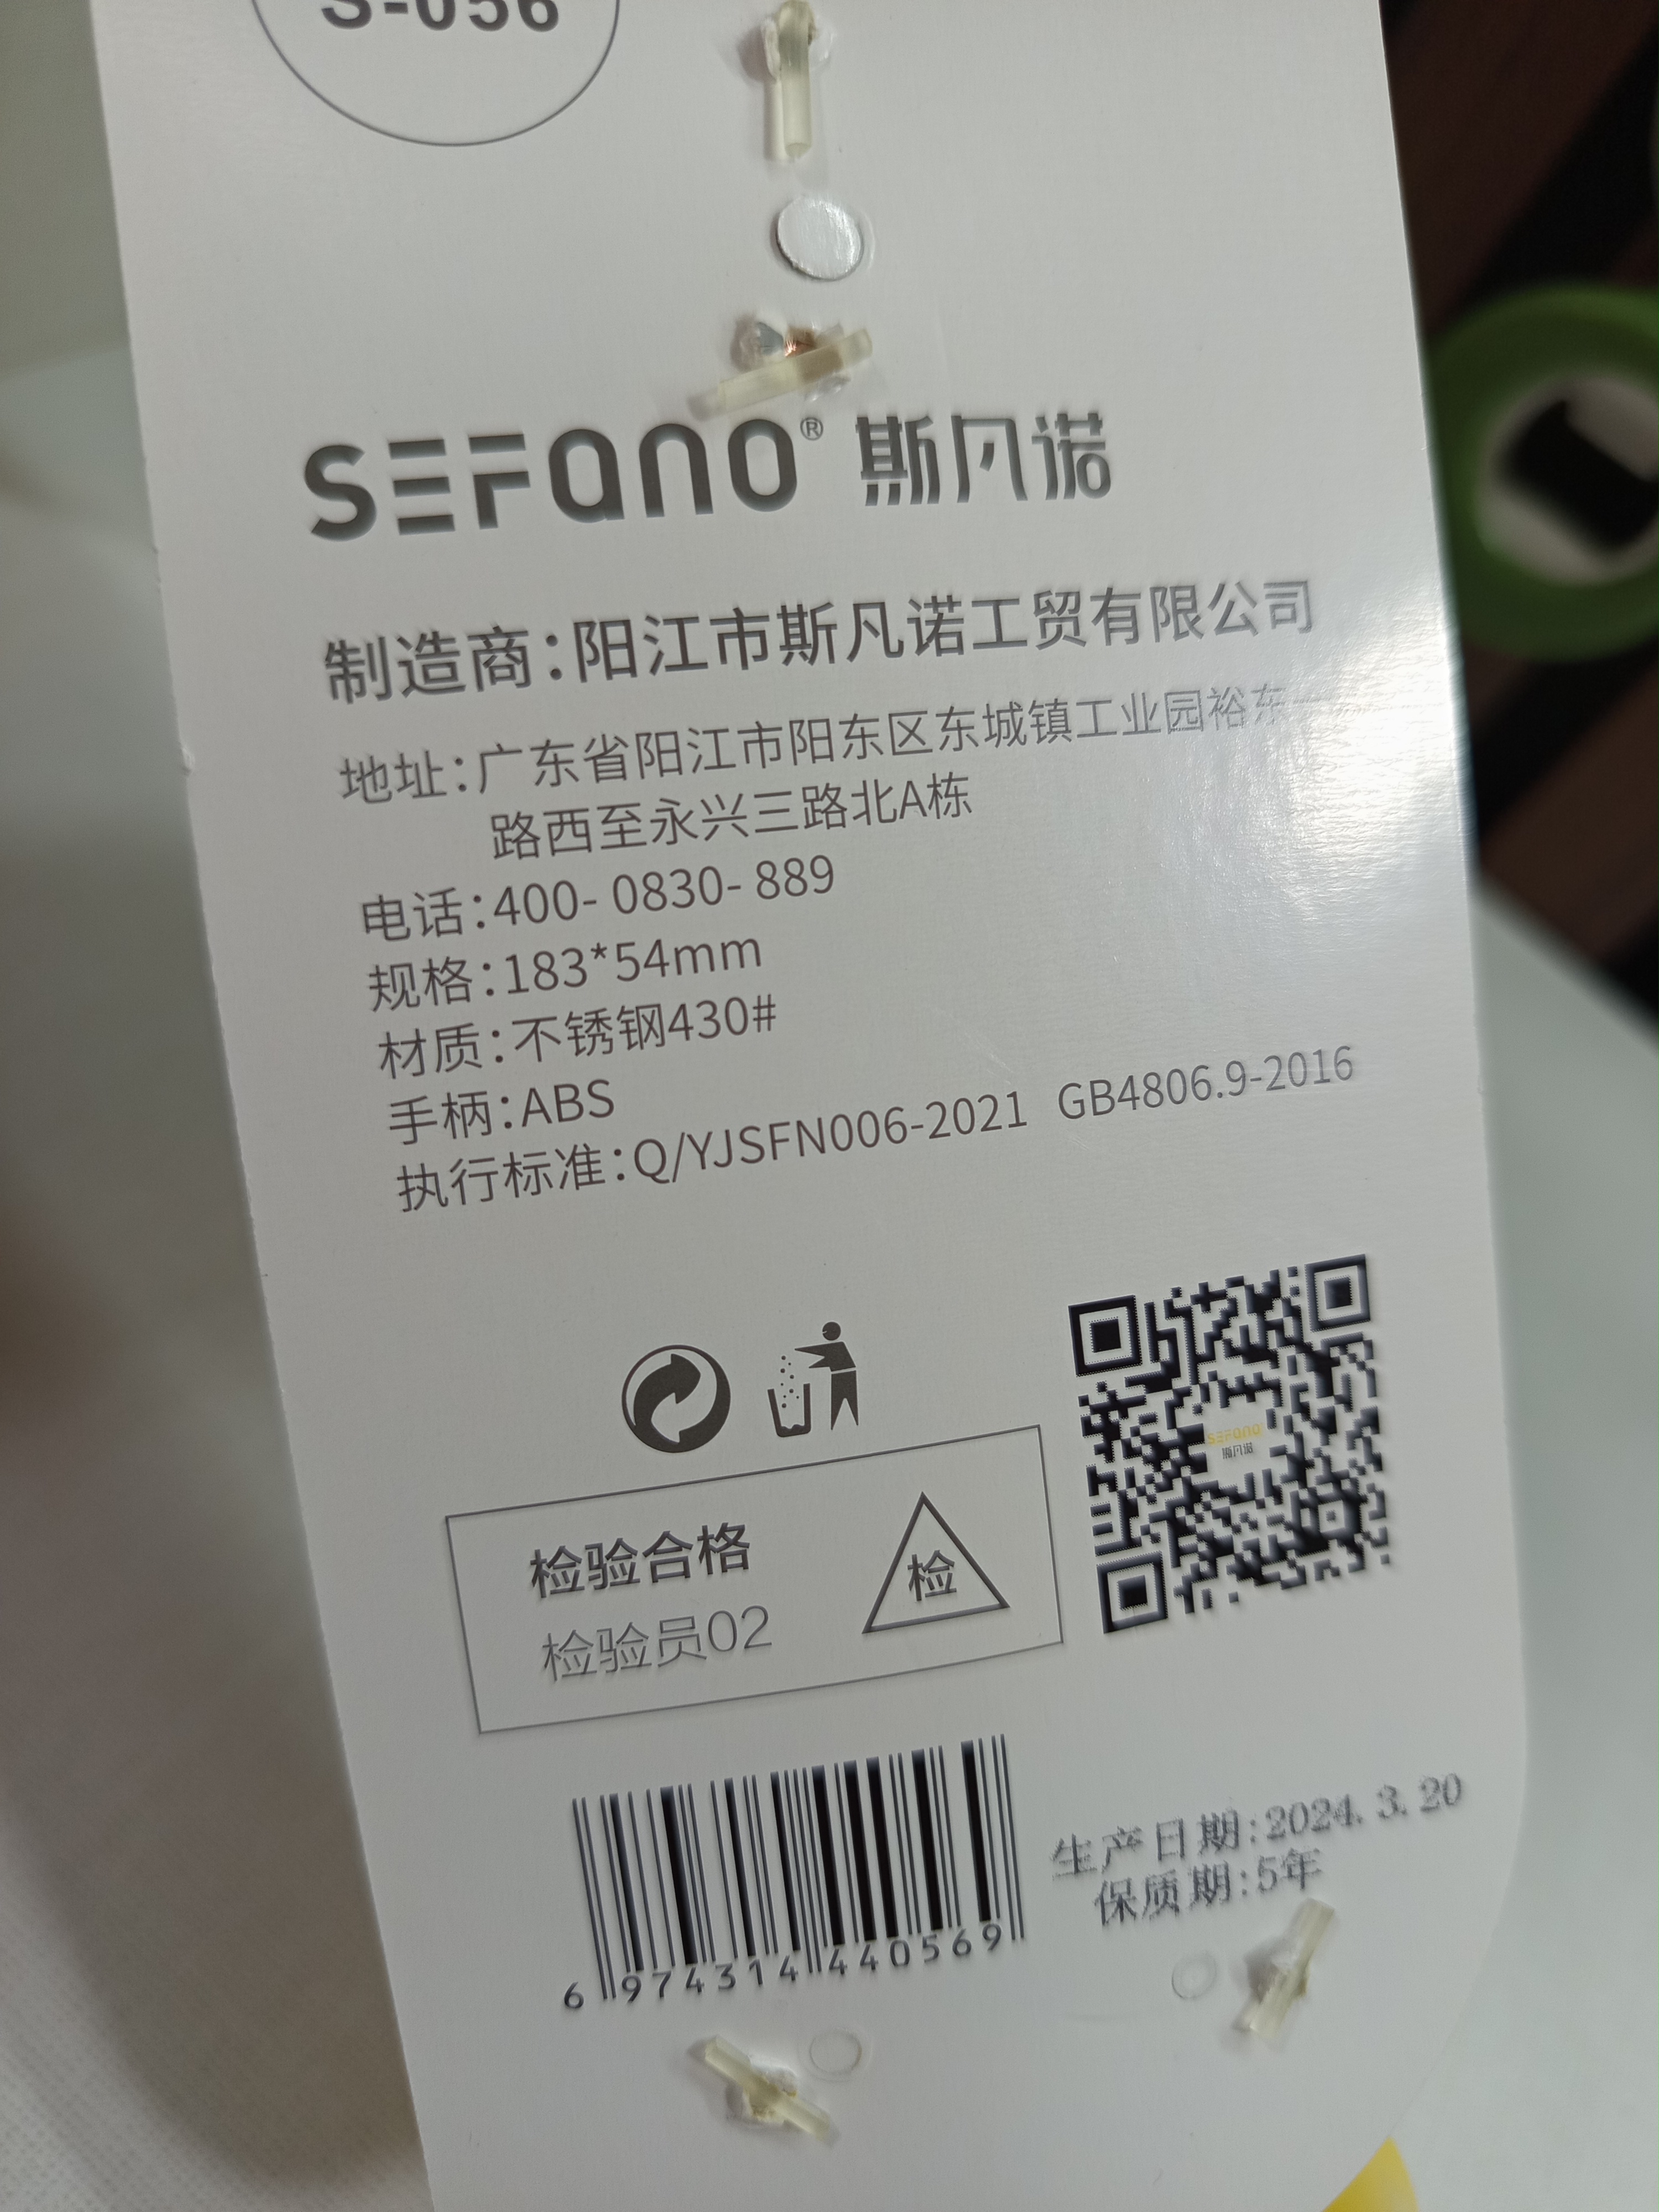 S-056
SEFano® 斯凡诺
制造商：阳江市斯凡诺工贸有限公司
地址：广东省阳江市阳东区东城镇工业园裕东一
路西至永兴三路北A栋
电话：400- 0830- 889
规格：183*54mm
材质：不锈钢430#
手柄：ABS
执行标准：Q/YJSFN006-2021 GB4806.9-2016
SEFano
斯凡诺
检验合格
检验员02
检
6 974314 440569
生产日期:2024. 3. 20
保质期:5年